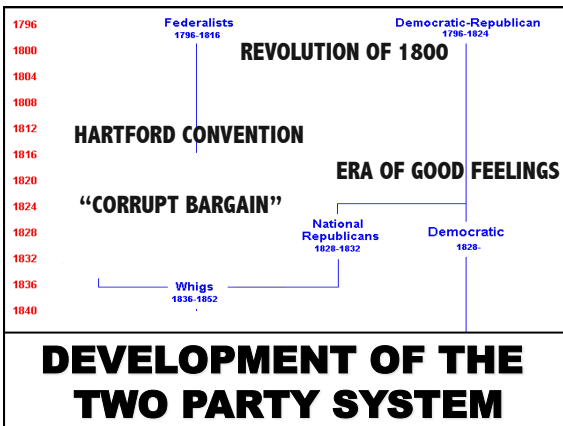 1796
Federalists
1796-1816
Democratic-Republican
1796-1824
1800
REVOLUTION OF 1800
1804
1808
1812
HARTFORD CONVENTION
1816
ERA OF GOOD FEELINGS
1820
1824
“CORRUPT BARGAIN”
National
Republicans
1828-1832
Democratic
1828-
1828
1832
1836
Whigs
1836-1852
1840
DEVELOPMENT OF THE
TWO PARTY SYSTEM